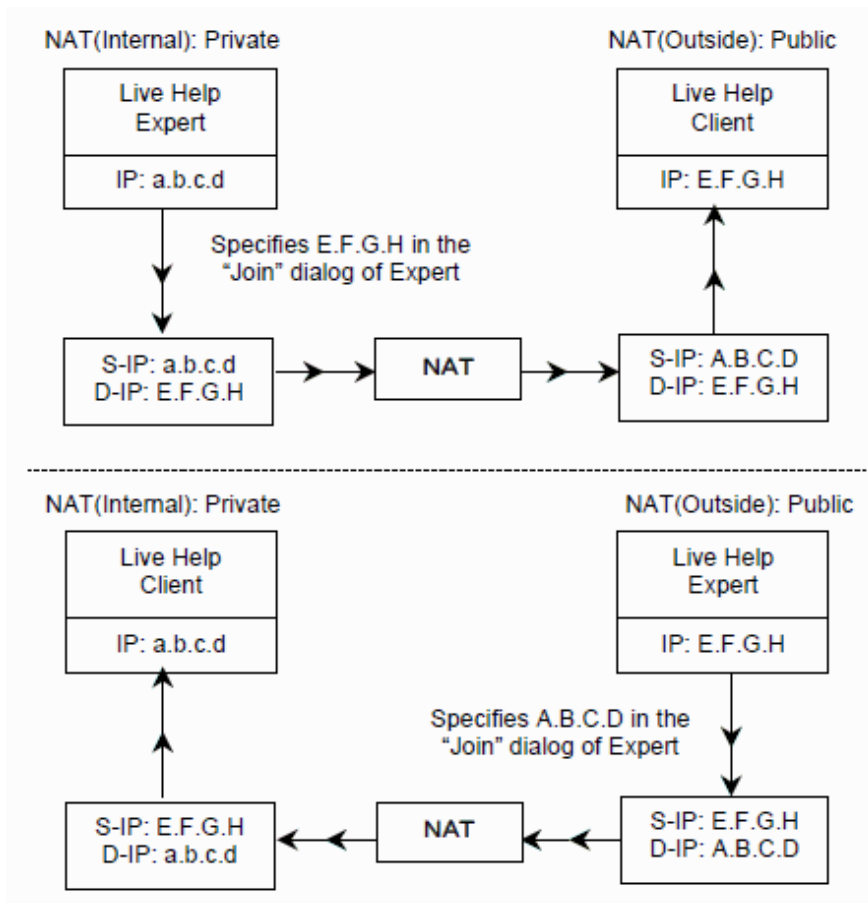 NAT(Internal): Private
NAT(Outside): Public
Live Help
Expert
IP: a.b.c.d
Live Help
Client
IP: E.F.G.H
Specifies E.F.G.H in the
“Join” dialog of Expert
S-IP: a.b.c.d
D-IP: E.F.G.H
NAT
S-IP: A.B.C.D
D-IP: E.F.G.H
NAT(Internal): Private
NAT(Outside): Public
Live Help
Client
IP: a.b.c.d
Live Help
Expert
IP: E.F.G.H
Specifies A.B.C.D in the
“Join” dialog of Expert
S-IP: E.F.G.H
D-IP: a.b.c.d
NAT
S-IP: E.F.G.H
D-IP: A.B.C.D